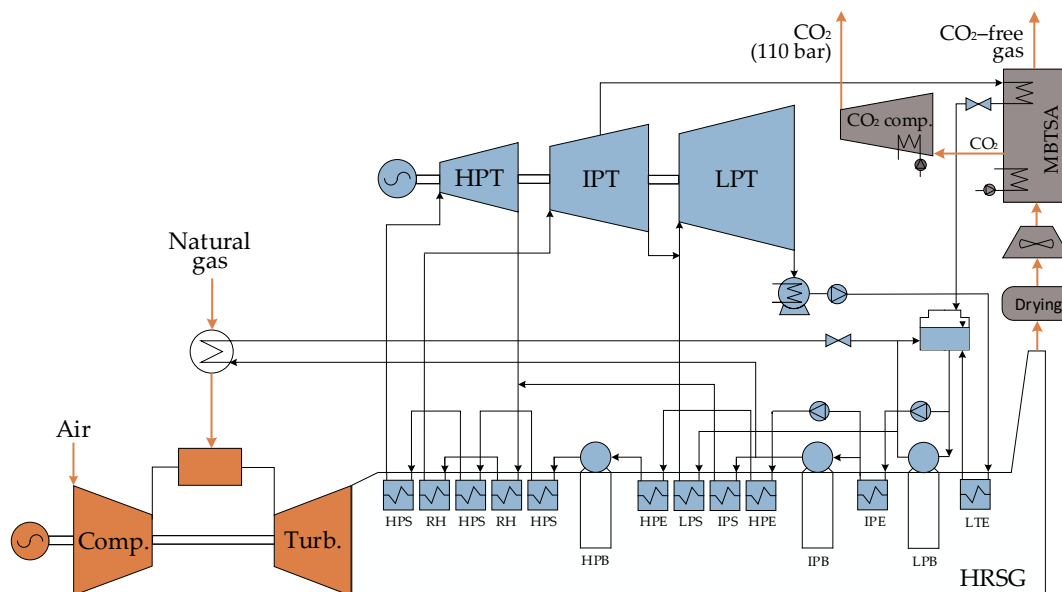 CO₂
(110 bar)
CO₂–free
gas
CO₂ comp.
CO₂
MBTSA
HPT
IPT
LPT
Natural
gas
Drying
Air
Comp.
Turb.
HPS
RH
HPS
RH
HPS
HPB
HPE
LPS
IPS
HPE
IPB
IPE
LPB
LTE
HRSG